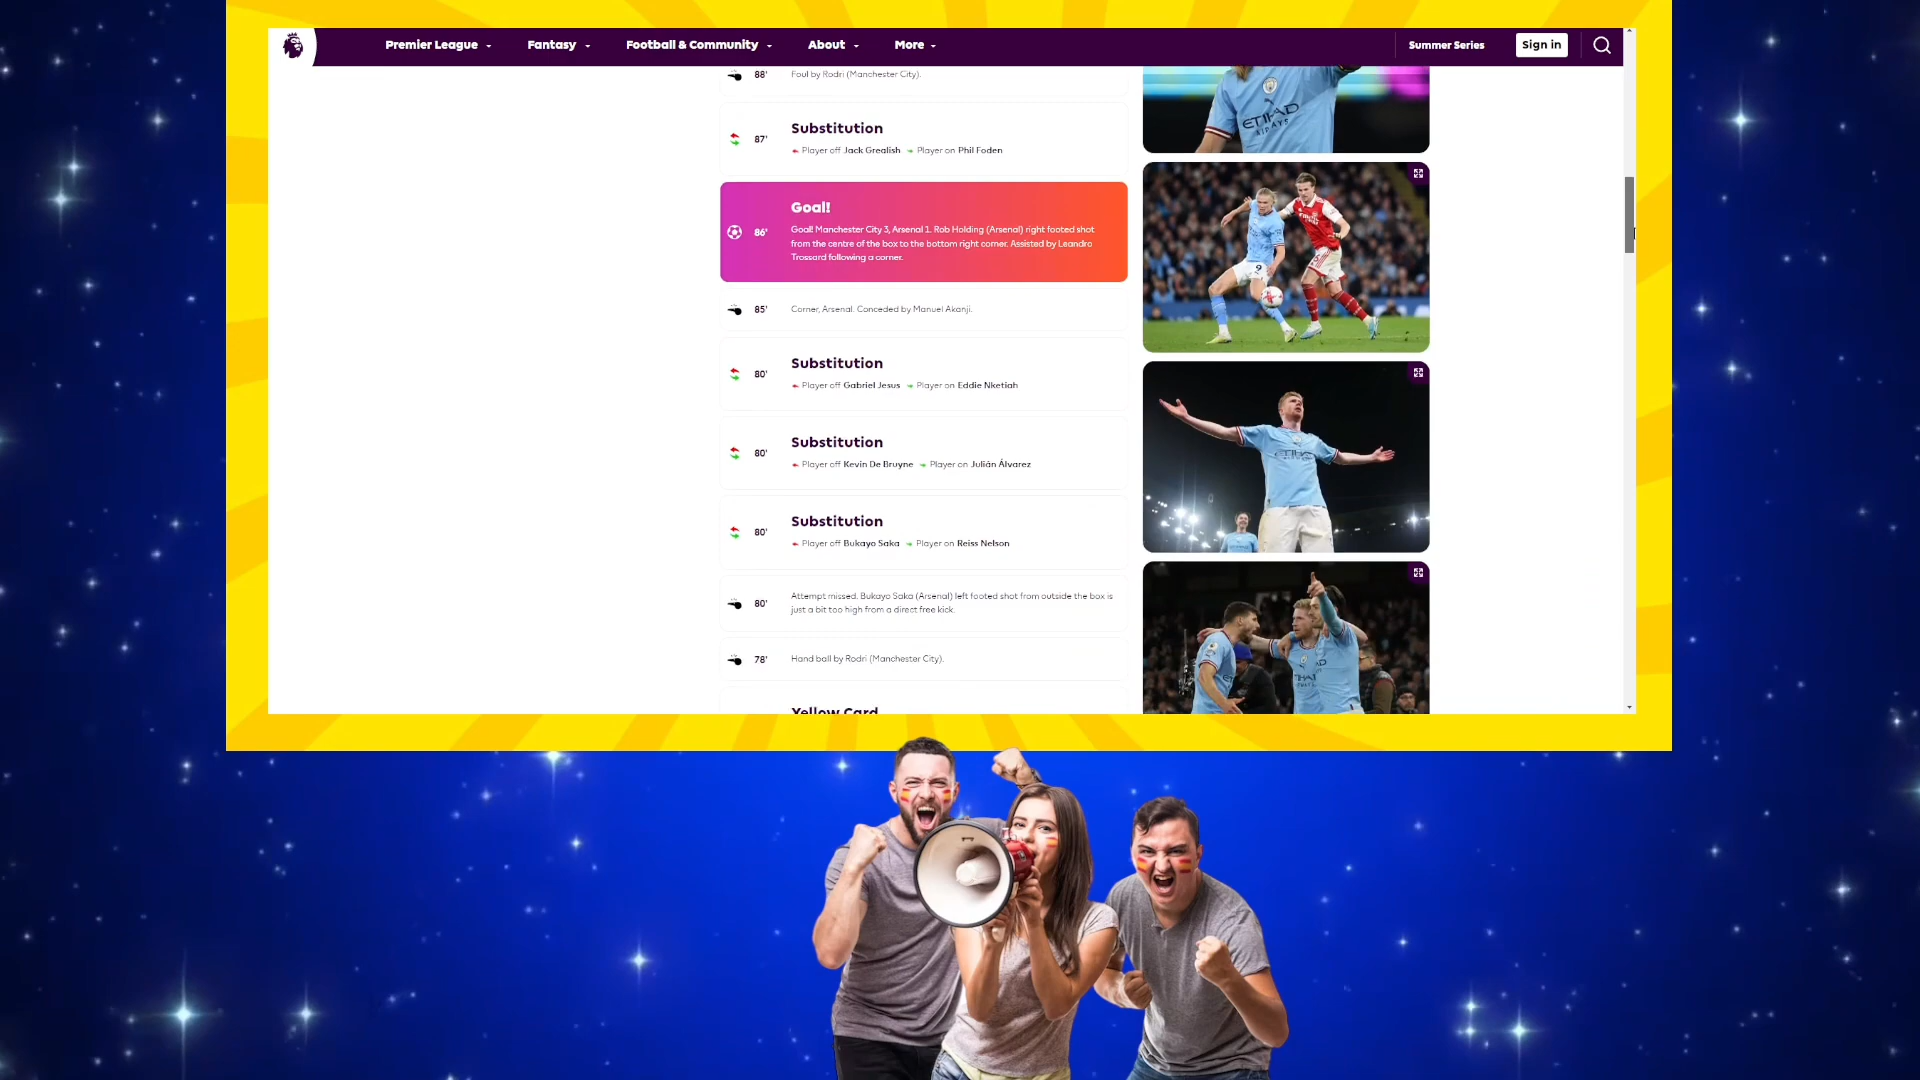 Premier League
Fantasy
Football & Community
About
More
Summer Series
Sign in
88'
Foul by Rodri (Manchester City).
87'
Substitution
Player off Jack Grealish Player on Phil Foden
86'
Goal!
Goal! Manchester City 3, Arsenal 1. Rob Holding (Arsenal) right footed shot
from the centre of the box to the bottom right corner. Assisted by Leandro
Trossard following a corner.
85'
Corner, Arsenal. Conceded by Manuel Akanji.
80'
Substitution
Player off Gabriel Jesus Player on Eddie Nketiah
80'
Substitution
Player off Kevin De Bruyne Player on Julián Álvarez
80'
Substitution
Player off Bukayo Saka Player on Reiss Nelson
80'
Attempt missed. Bukayo Saka (Arsenal) left footed shot from outside the box is
just a bit too high from a direct free kick.
78'
Hand ball by Rodri (Manchester City).
Yellow Card
ETIHAD
AIRWAYS
9